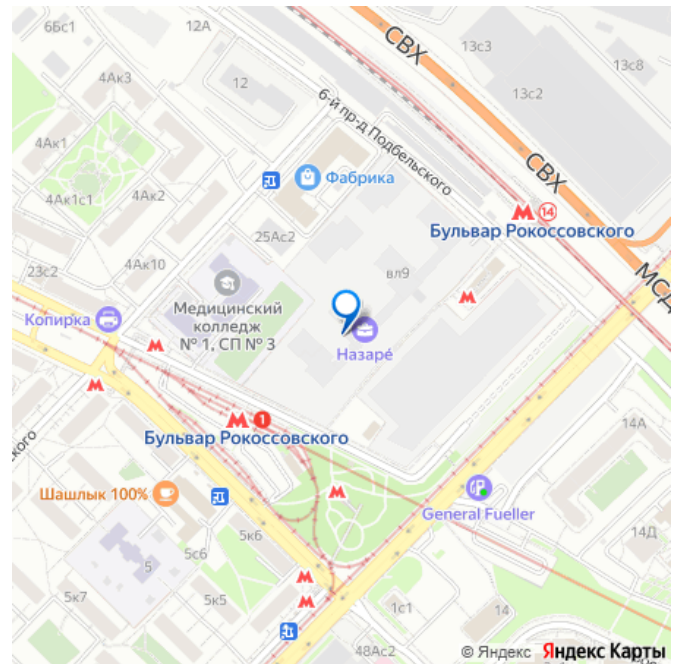 6Бс1
12А
СВХ
13с3
13с8
4Ак3
12
13с2
6-й пр-д Подбельского
4Ак1
Фабрика
СВХ
4Ак1с1
4Ак2
М 14
Бульвар Рокоссовского
25Ас2
23с2
4Ак10
вл9
МСД
Медицинский
колледж
№ 1, СП № 3
М
Копирка
М
Назаре́
М
М 1
Бульвар Рокоссовского
14А
ского
Шашлык 100%
М
General Fueller
5к6
14Д
5с6
5
М
5к7
5к5
М
1с1
14
48Ас2
© Яндекс Яндекс Карты